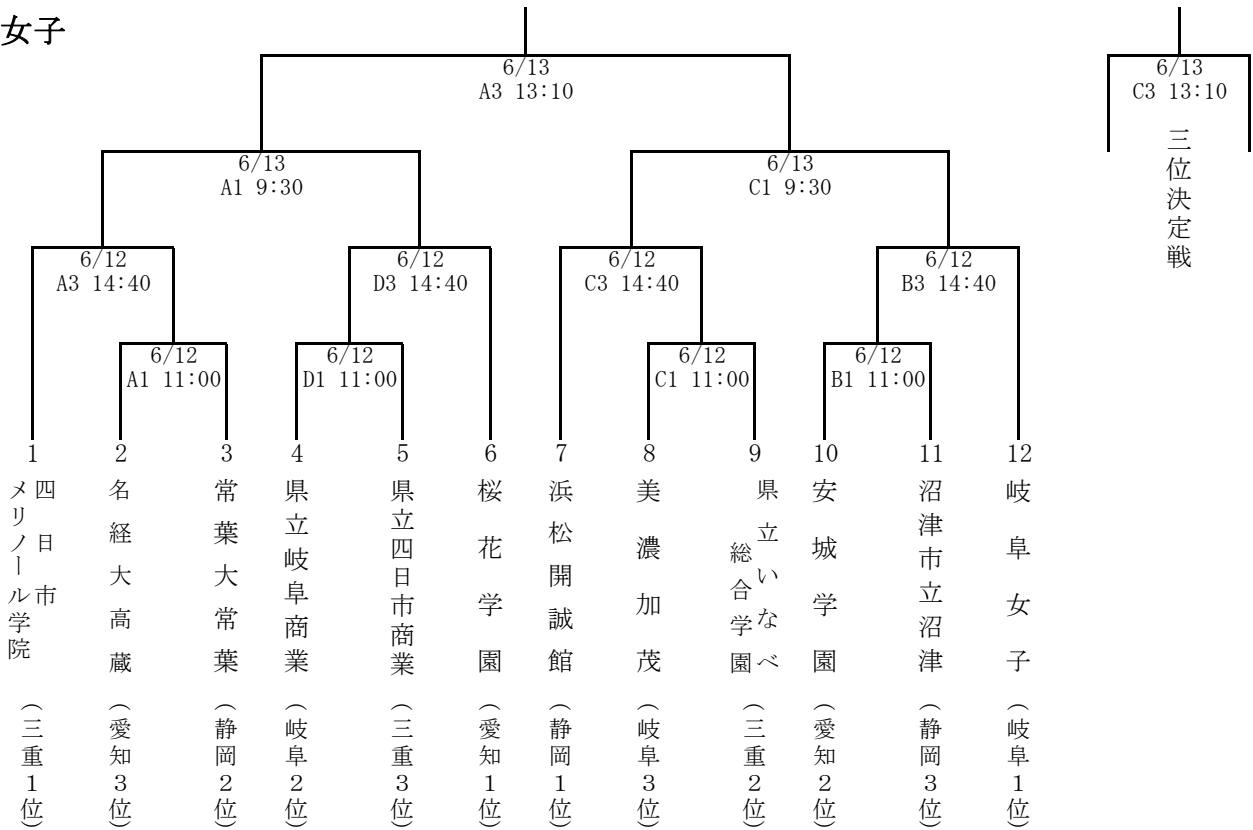 女子
6/13
A3 13:10
6/13
C3 13:10
三位決定戦
6/13
A1 9:30
6/13
C1 9:30
6/12
A3 14:40
6/12
D3 14:40
6/12
C3 14:40
6/12
B3 14:40
6/12
A1 11:00
6/12
D1 11:00
6/12
C1 11:00
6/12
B1 11:00
1
四日市
メリノール学院
(三重1位)
2
名経大高蔵
(愛知3位)
3
常葉大常葉
(静岡2位)
4
県立岐阜商業
(岐阜2位)
5
県立四日市商業
(三重3位)
6
桜花学園
(愛知1位)
7
浜松開誠館
(静岡1位)
8
美濃加茂
(岐阜3位)
9
県立いなべ
総合学園
(三重2位)
10
安城学園
(愛知2位)
11
沼津市立沼津
(静岡3位)
12
岐阜女子
(岐阜1位)